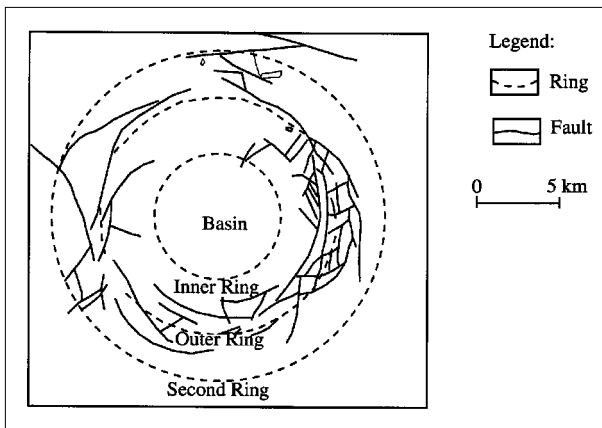 Legend:
Ring
Fault
0 5 km
Basin
Inner Ring
Outer Ring
Second Ring